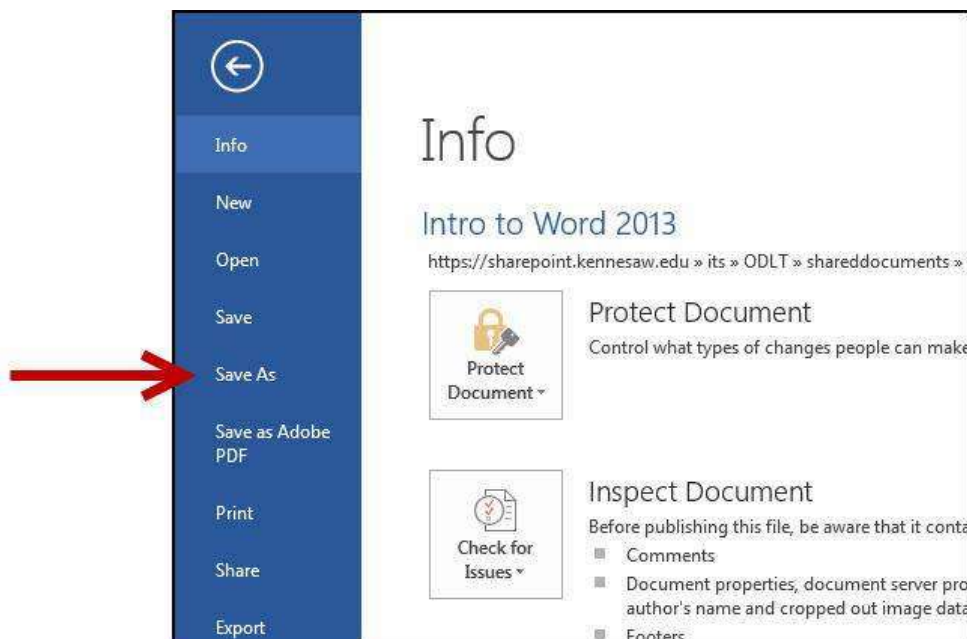 Info
New
Open
Save
Save As
Save as Adobe
PDF
Print
Share
Export
Info
Intro to Word 2013
https://sharepoint.kennesaw.edu » its » ODLT » shareddocuments »
Protect
Document
Protect Document
Control what types of changes people can make
Check for
Issues
Inspect Document
Before publishing this file, be aware that it conta
Comments
Document properties, document server pro
author's name and cropped out image data
Footers